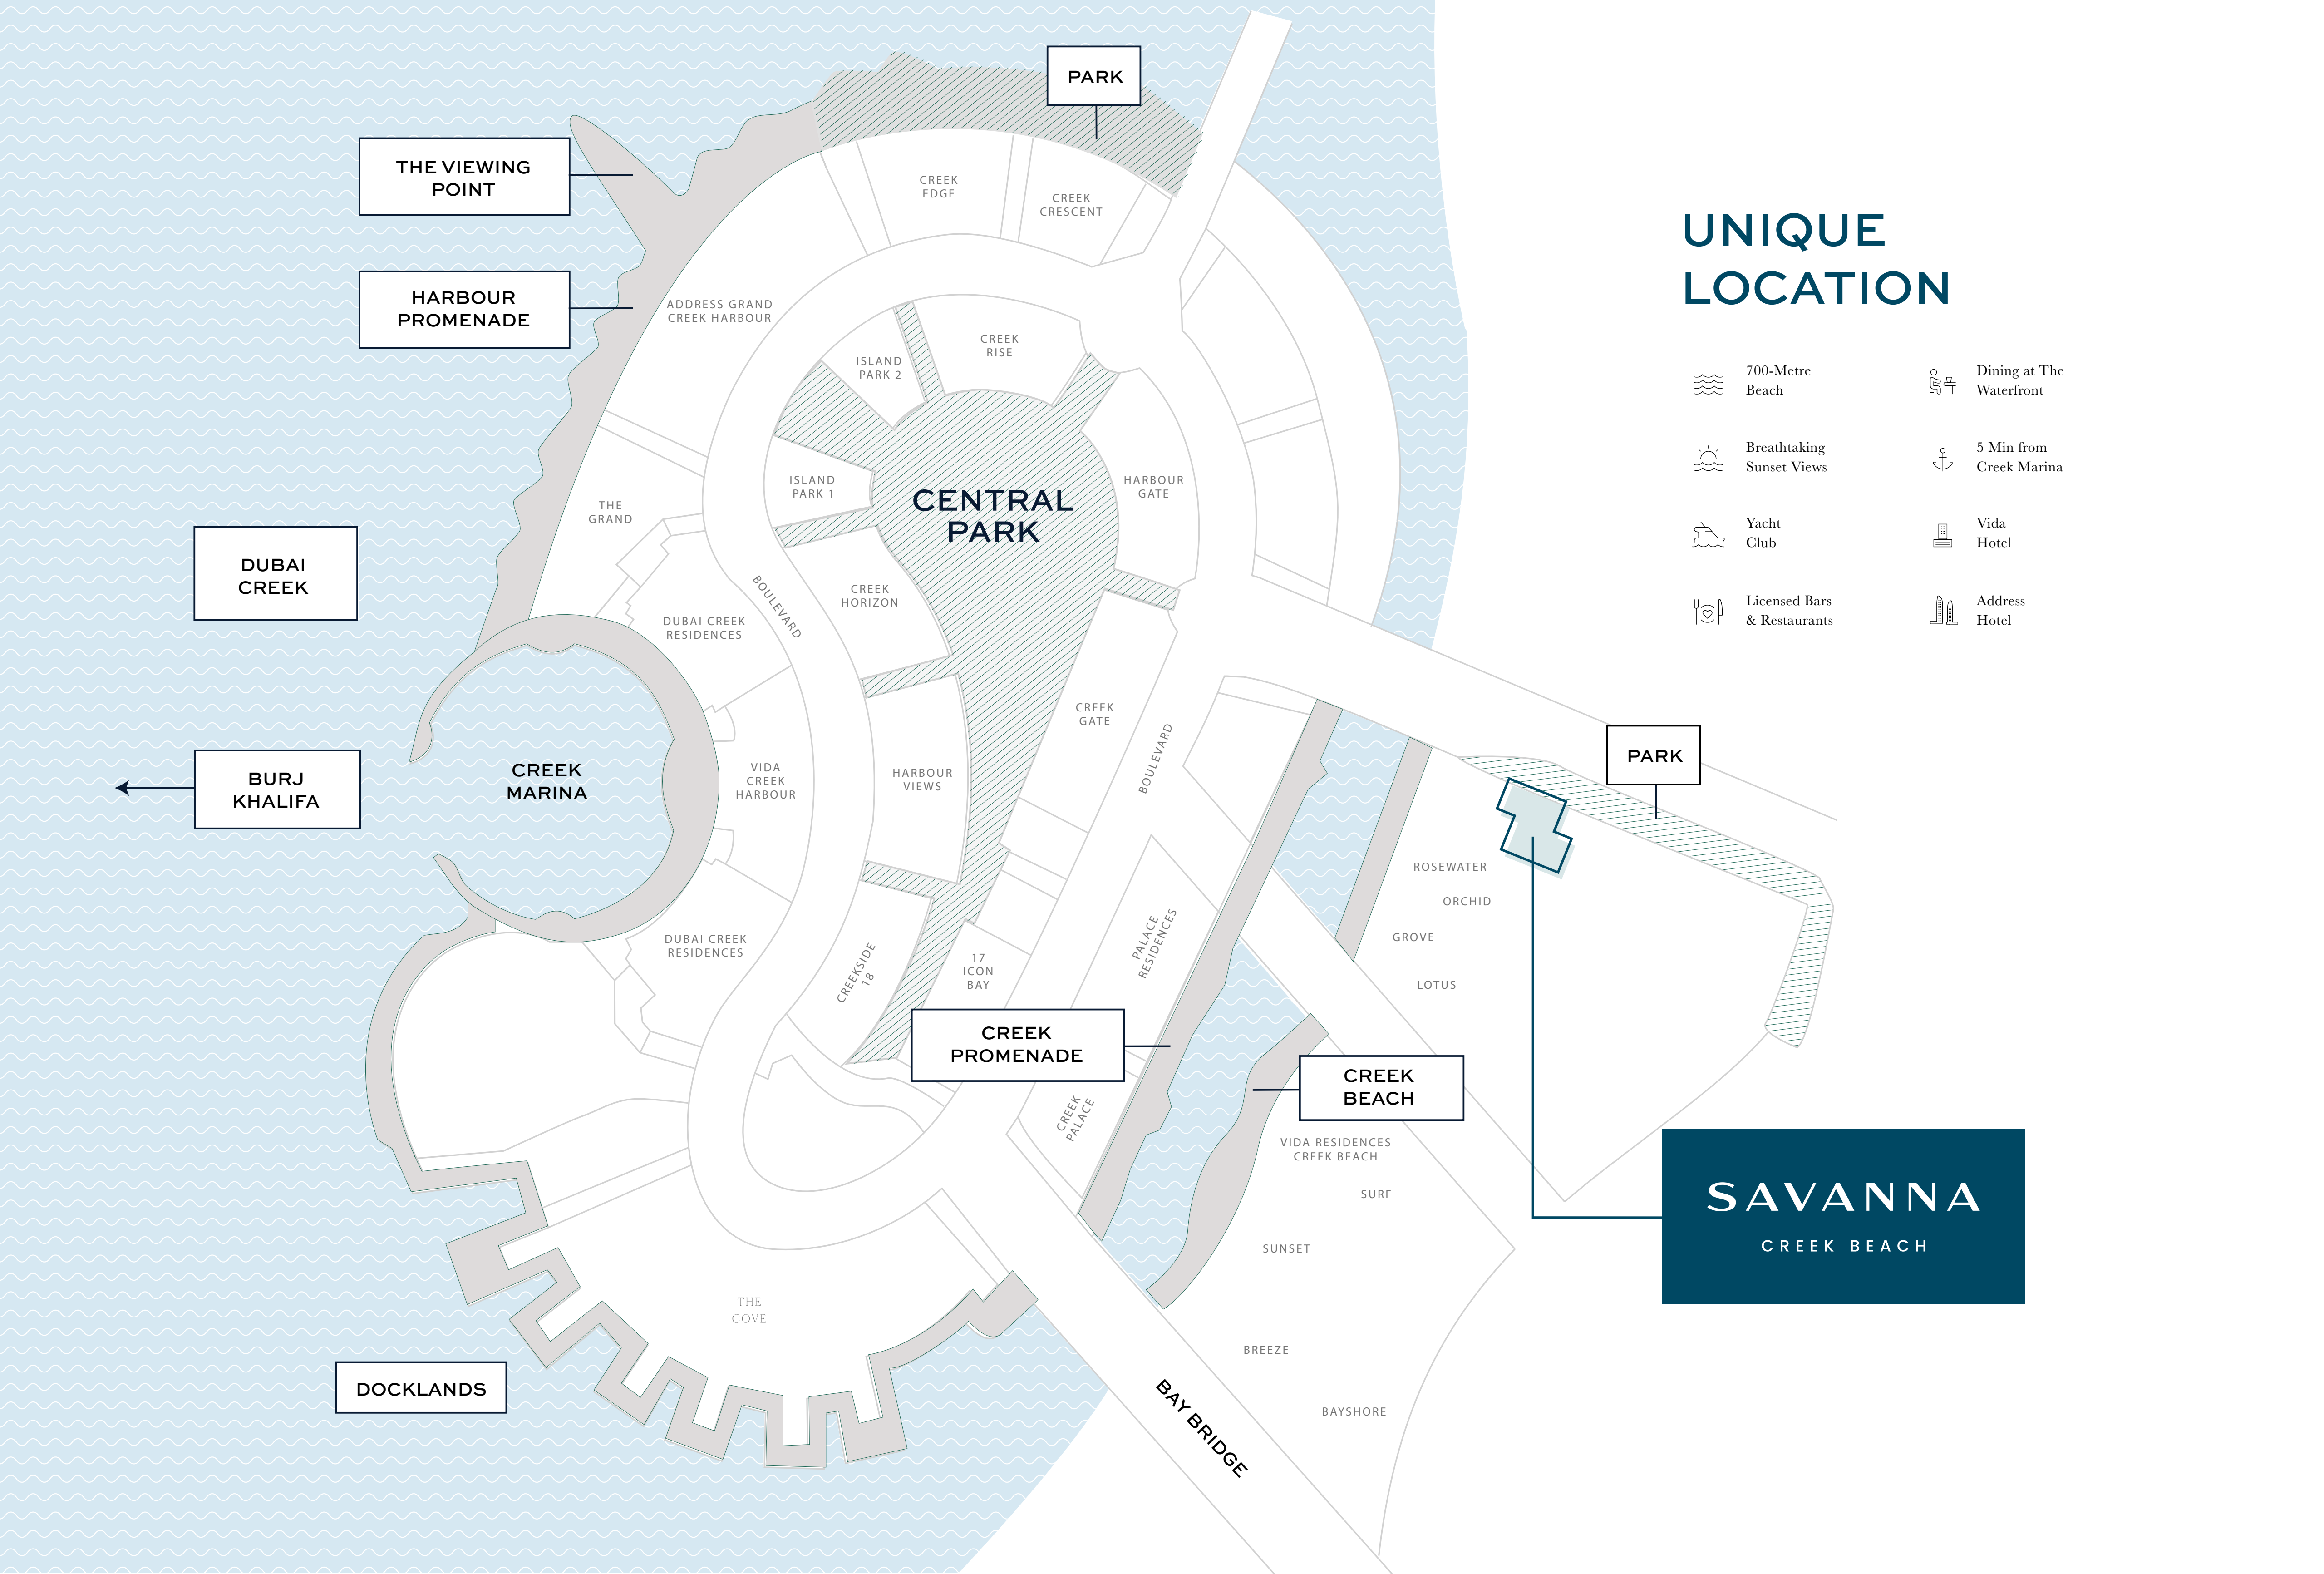 PARK
THE VIEWING
POINT
HARBOUR
PROMENADE
CREEK
EDGE
CREEK
CRESCENT
ADDRESS GRAND
CREEK HARBOUR
ISLAND
PARK 2
CREEK
RISE
ISLAND
PARK 1
THE
GRAND
CENTRAL
PARK
HARBOUR
GATE
DUBAI
CREEK
BOULEVARD
CREEK
HORIZON
DUBAI CREEK
RESIDENCES
CREEK
GATE
BOULEVARD
BURJ
KHALIFA
CREEK
MARINA
VIDA
CREEK
HARBOUR
HARBOUR
VIEWS
DUBAI CREEK
RESIDENCES
CREEKSIDE
18
17
ICON
BAY
PALACE
RESIDENCES
CREEK
PROMENADE
CREEK
PALACE
CREEK
BEACH
PARK
ROSEWATER
ORCHID
GROVE
LOTUS
VIDA RESIDENCES
CREEK BEACH
SURF
SUNSET
BREEZE
BAYSHORE
BAY BRIDGE
THE
COVE
DOCKLANDS
UNIQUE
LOCATION
700-Metre
Beach
Dining at The
Waterfront
Breathtaking
Sunset Views
5 Min from
Creek Marina
Yacht
Club
Vida
Hotel
Licensed Bars
& Restaurants
Address
Hotel
SAVANNA
CREEK BEACH